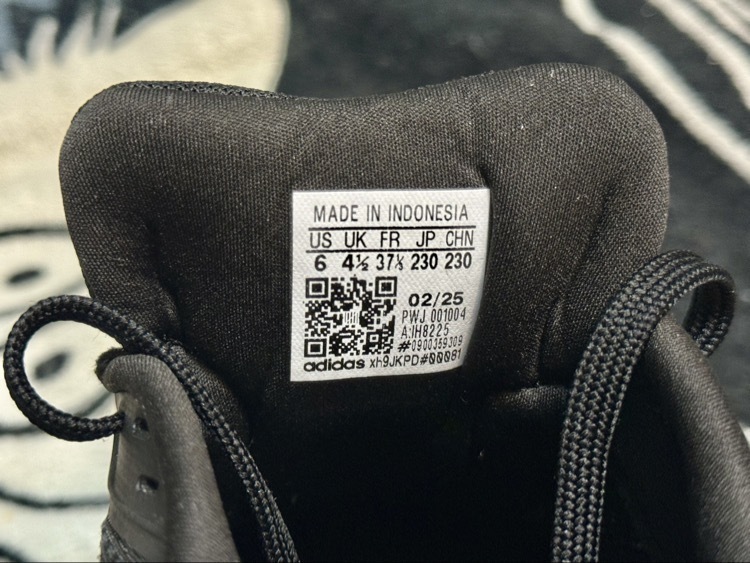 MADE IN INDONESIA
US UK FR JP CHN
6 4½ 37⅓ 230 230
02/25
PWJ 001004
A:IH8225
#0900359309
adidas xh9JKPD#00081